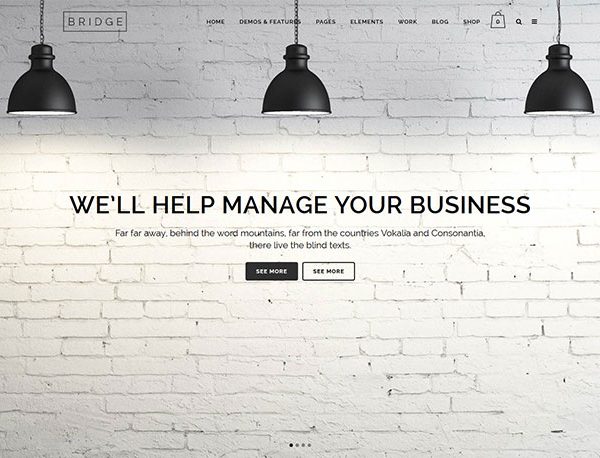 BRIDGE
HOME DEMOS & FEATURES PAGES ELEMENTS WORK BLOG SHOP 0
WE'LL HELP MANAGE YOUR BUSINESS
Far far away, behind the word mountains, far from the countries Vokalia and Consonantia,
there live the blind texts.
SEE MORE SEE MORE